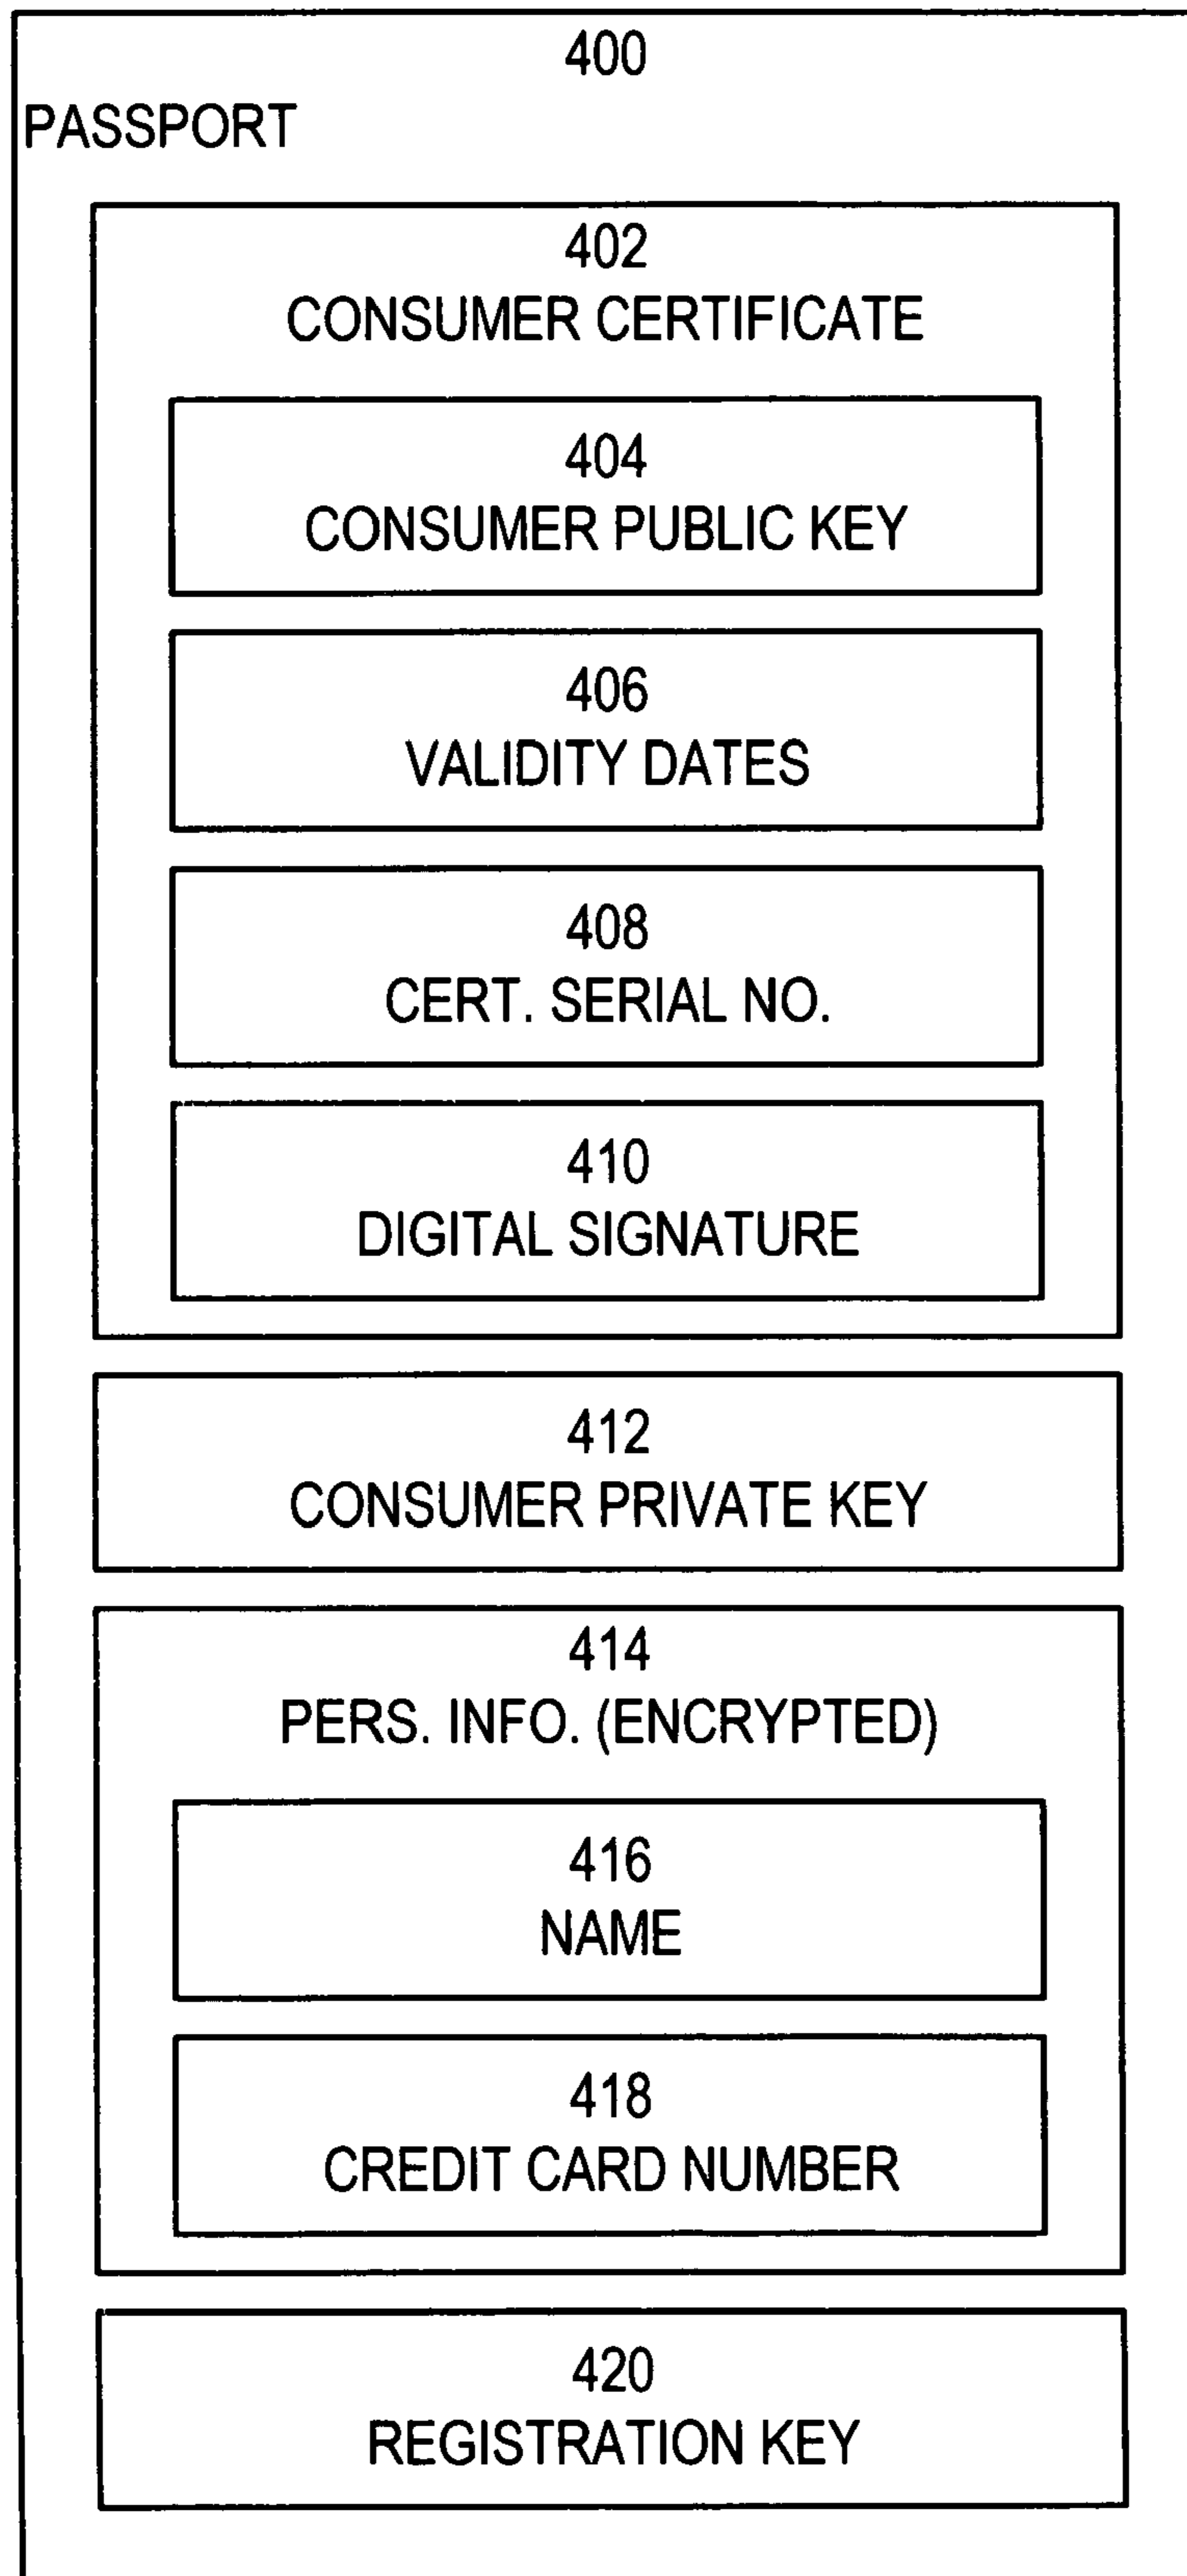 400
PASSPORT
402
CONSUMER CERTIFICATE
404
CONSUMER PUBLIC KEY
406
VALIDITY DATES
408
CERT. SERIAL NO.
410
DIGITAL SIGNATURE
412
CONSUMER PRIVATE KEY
414
PERS. INFO. (ENCRYPTED)
416
NAME
418
CREDIT CARD NUMBER
420
REGISTRATION KEY